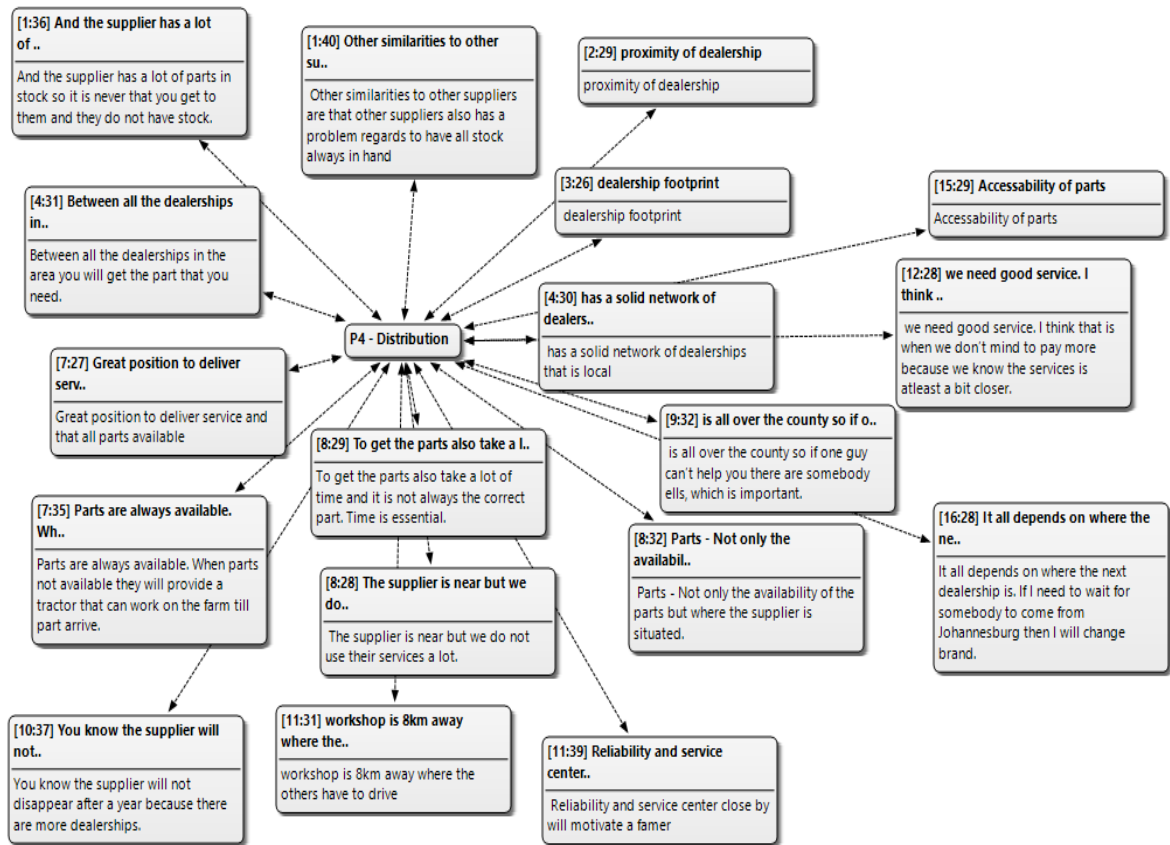 [1:36] And the supplier has a lot
of ..
And the supplier has a lot of parts in
stock so it is never that you get to
them and they do not have stock.
[1:40] Other similarities to other
su..
Other similarities to other suppliers
are that other suppliers also has a
problem regards to have all stock
always in hand
[2:29] proximity of dealership
proximity of dealership
[3:26] dealership footprint
dealership footprint
[15:29] Accessability of parts
Accessability of parts
[4:31] Between all the dealerships
in..
Between all the dealerships in the
area you will get the part that you
need.
[4:30] has a solid network of
dealers..
has a solid network of dealerships
that is local
[12:28] we need good service. I
think ..
we need good service. I think that is
when we don't mind to pay more
because we know the services is
atleast a bit closer.
P4 - Distribution
[7:27] Great position to deliver
serv..
Great position to deliver service and
that all parts available
[8:29] To get the parts also take a l..
To get the parts also take a lot of
time and it is not always the correct
part. Time is essential.
[9:32] is all over the county so if o..
is all over the county so if one guy
can't help you there are somebody
ells, which is important.
[7:35] Parts are always available.
Wh..
Parts are always available. When parts
not available they will provide a
tractor that can work on the farm till
part arrive.
[8:28] The supplier is near but we
do..
The supplier is near but we do not
use their services a lot.
[8:32] Parts - Not only the
availabil..
Parts - Not only the availability of the
parts but where the supplier is
situated.
[16:28] It all depends on where the
ne..
It all depends on where the next
dealership is. If I need to wait for
somebody to come from
Johannesburg then I will change
brand.
[10:37] You know the supplier will
not..
You know the supplier will not
disappear after a year because there
are more dealerships.
[11:31] workshop is 8km away
where the..
workshop is 8km away where the
others have to drive
[11:39] Reliability and service
center..
Reliability and service center close by
will motivate a famer